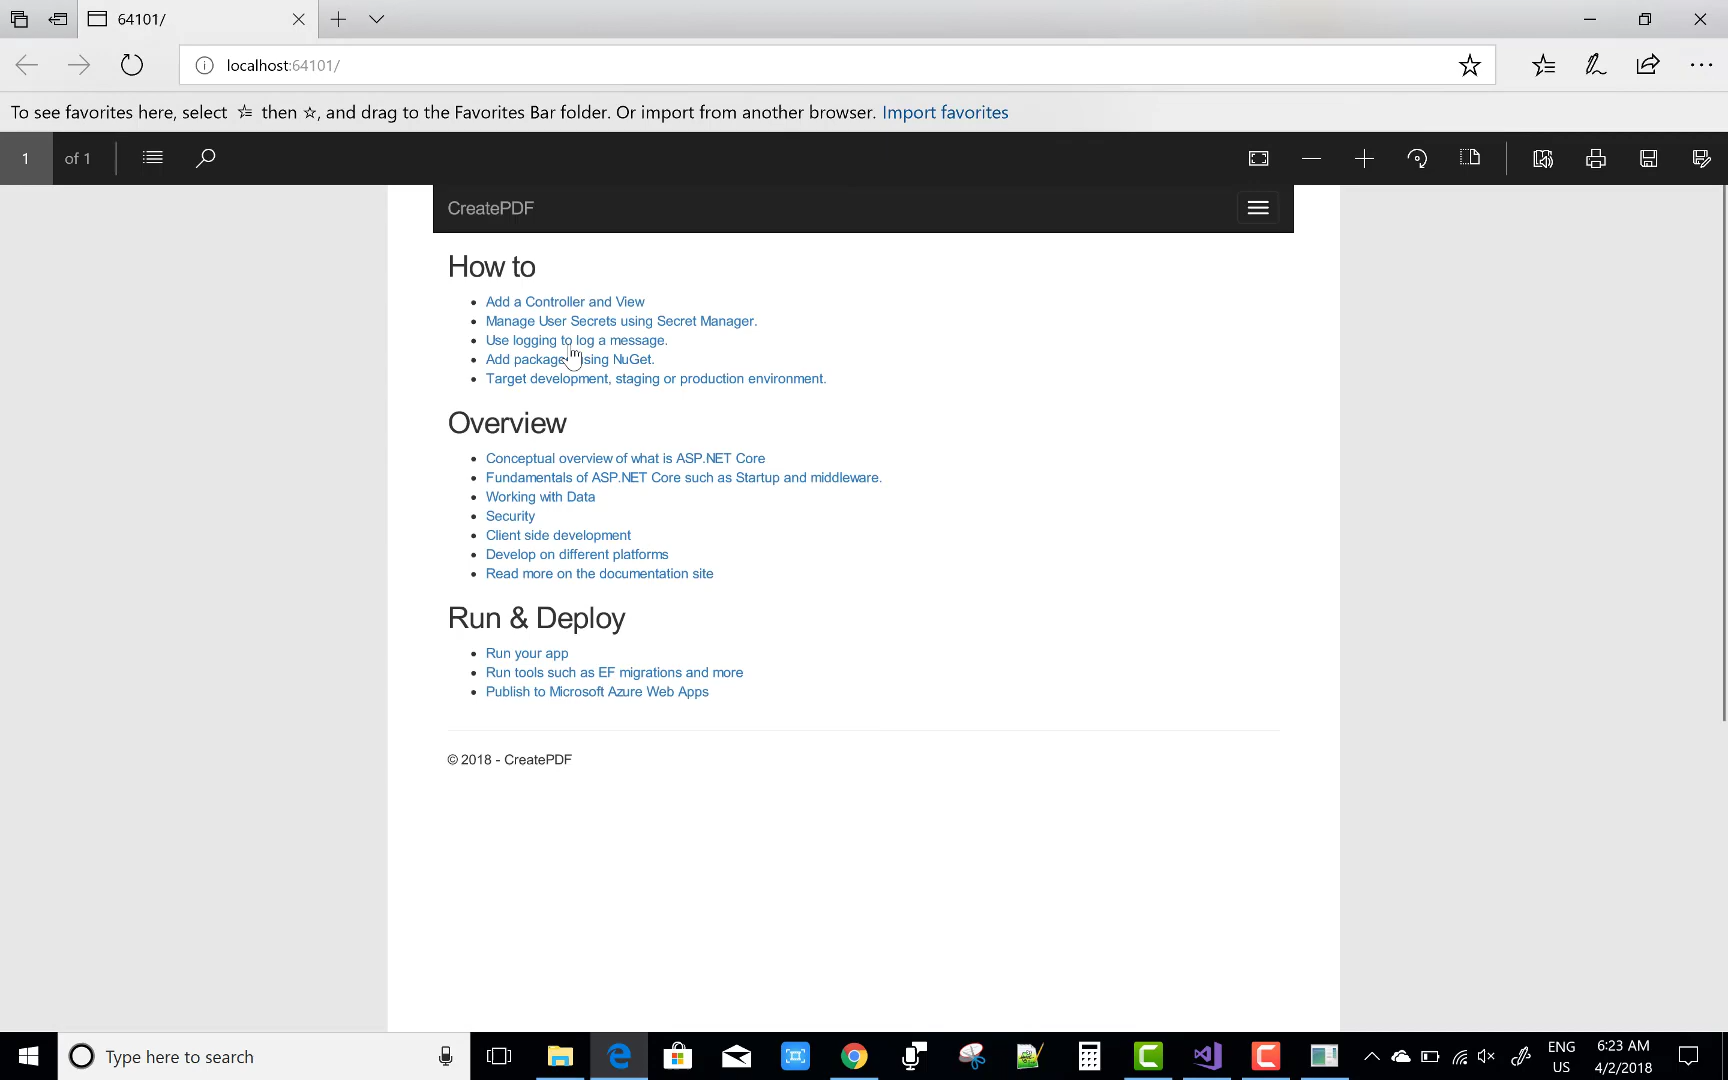 64101/
localhost:64101/
To see favorites here, select then , and drag to the Favorites Bar folder. Or import from another browser. Import favorites
1 of 1
CreatePDF
How to
Add a Controller and View
Manage User Secrets using Secret Manager.
Use logging to log a message.
Add package sing NuGet.
Target development, staging or production environment.
Overview
Conceptual overview of what is ASP.NET Core
Fundamentals of ASP.NET Core such as Startup and middleware.
Working with Data
Security
Client side development
Develop on different platforms
Read more on the documentation site
Run & Deploy
Run your app
Run tools such as EF migrations and more
Publish to Microsoft Azure Web Apps
© 2018 - CreatePDF
Type here to search
ENG
US
6:23 AM
4/2/2018